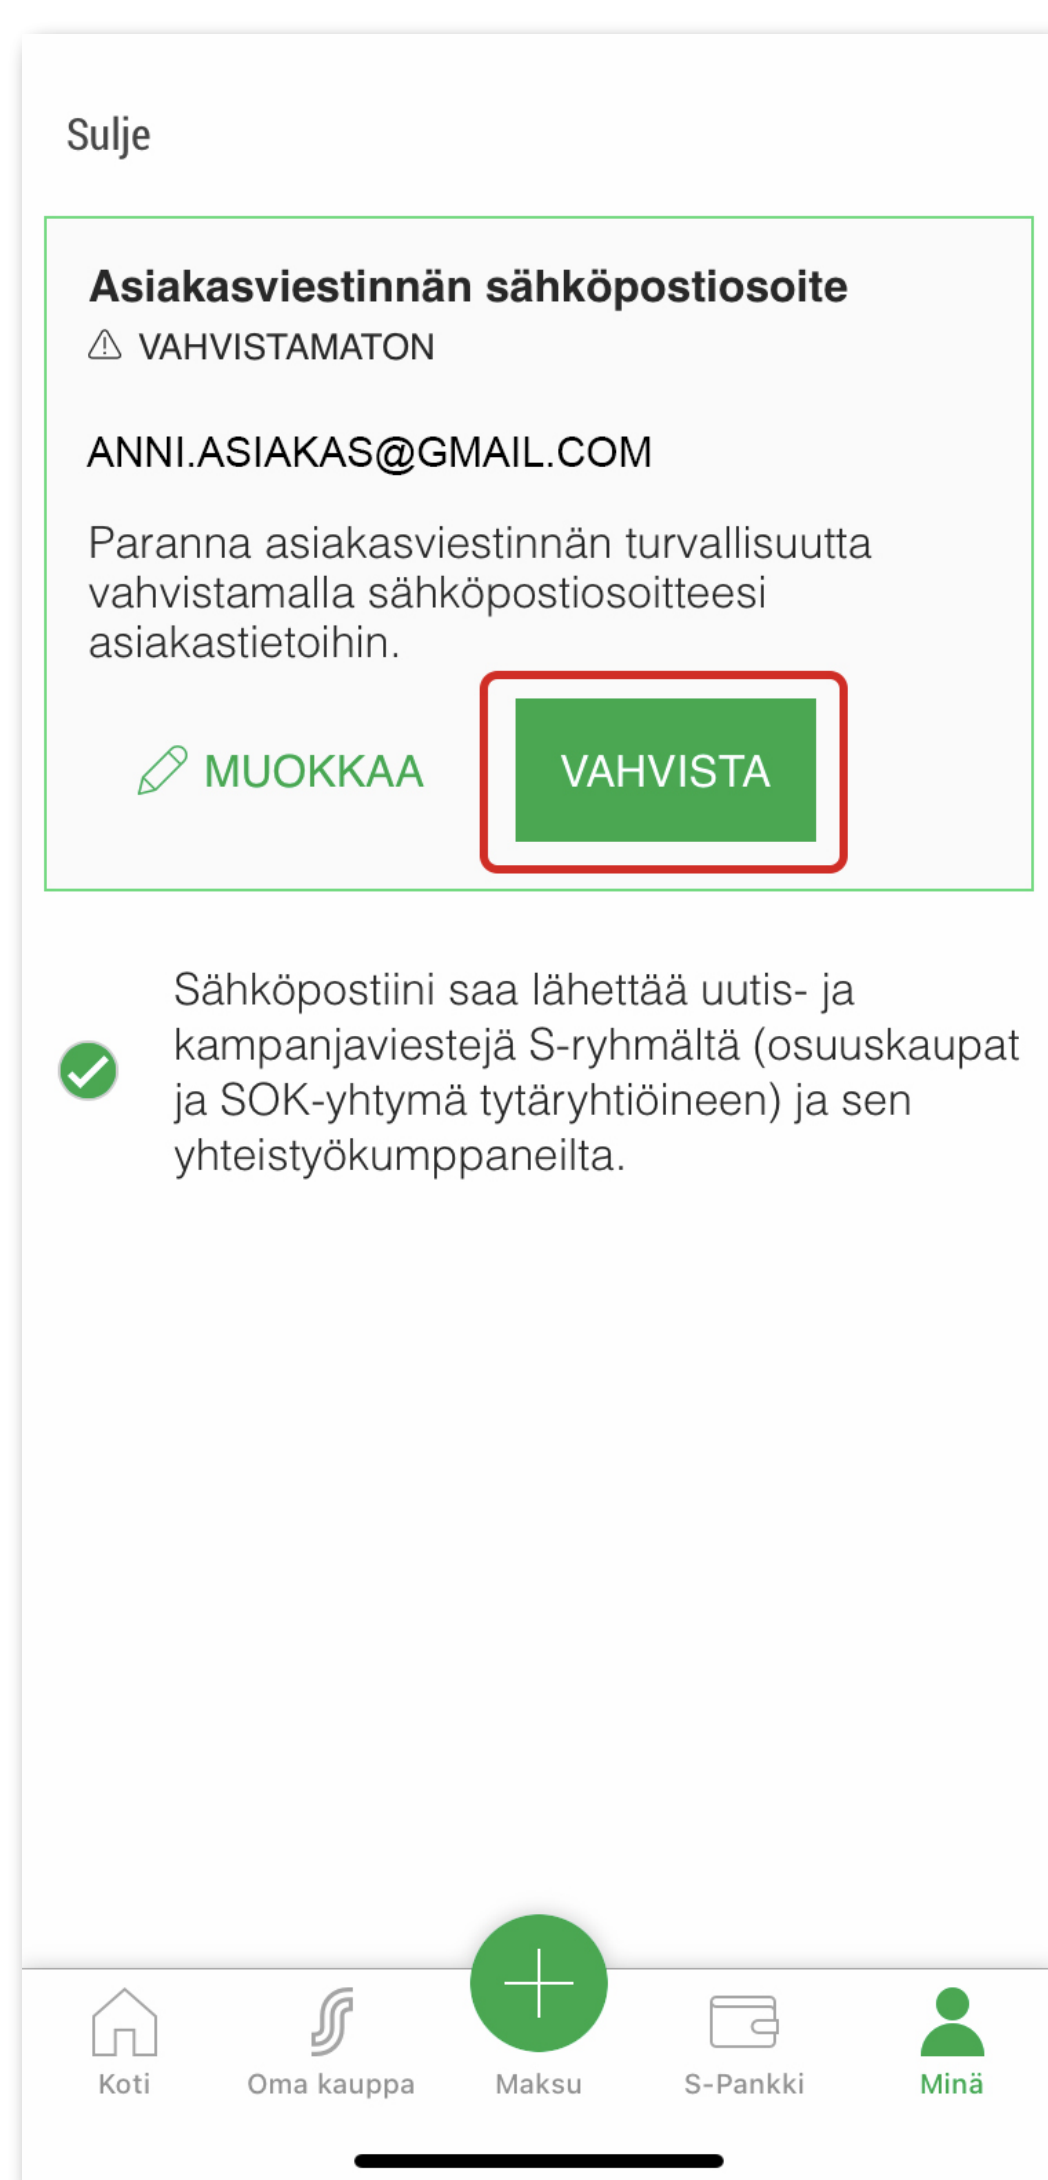 Sulje
Asiakasviestinnän sähköpostiosoite
VAHVISTAMATON
ANNI.ASIAKAS@GMAIL.COM
Paranna asiakasviestinnän turvallisuutta
vahvistamalla sähköpostiosoitteesi
asiakastietoihin.
MUOKKAA
VAHVISTA
Sähköpostiini saa lähettää uutis- ja
kampanjaviestejä S-ryhmältä (osuuskaupat
ja SOK-yhtymä tytäryhtiöineen) ja sen
yhteistyökumppaneilta.
Koti
Oma kauppa
Maksu
S-Pankki
Minä